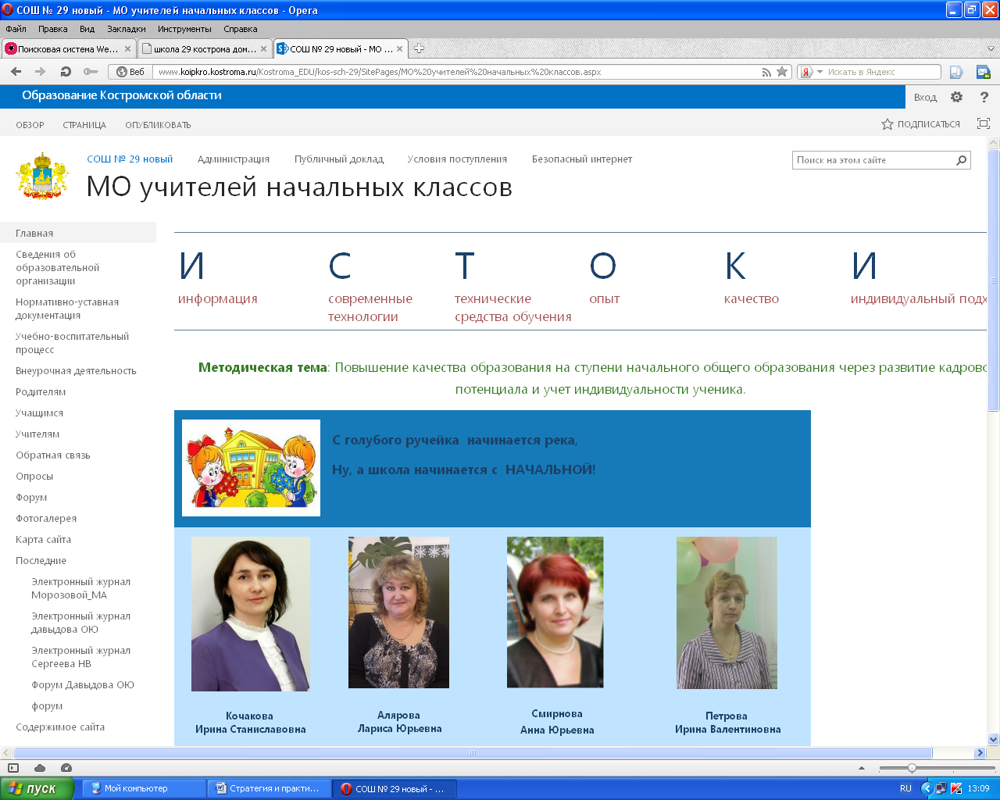 СОШ № 29 новый - МО учителей начальных классов - Opera
Файл Правка Вид Закладки Инструменты Справка
Поисковая система We...
школа 29 кострома дом...
СОШ № 29 новый - МО ...
Веб
www.koipkro.kostroma.ru/Kostroma_EDU/kos-sch-29/SitePages/МО%20учителей%20начальных%20классов.aspx
Искать в Яндекс
Образование Костромской области
Вход
ОБЗОР СТРАНИЦА ОПУБЛИКОВАТЬ
ПОДПИСАТЬСЯ
СОШ № 29 новый Администрация Публичный доклад Условия поступления Безопасный интернет
Поиск на этом сайте
МО учителей начальных классов
Главная
Сведения об
образовательной
организации
Нормативно-уставная
документация
Учебно-воспитательный
процесс
Внеурочная деятельность
Родителям
Учащимся
Учителям
Обратная связь
Опросы
Форум
Фотогалерея
Карта сайта
Последние
Электронный журнал
Морозовой_МА
Электронный журнал
давыдова ОЮ
Электронный журнал
Сергеева НВ
Форум Давыдова ОЮ
форум
Содержимое сайта
И С Т О К И
информация
современные
технологии
технические
средства обучения
опыт
качество
индивидуальный подх
Методическая тема: Повышение качества образования на ступени начального общего образования через развитие кадрово
потенциала и учет индивидуальности ученика.
С голубого ручейка начинается река,
Ну, а школа начинается с НАЧАЛЬНОЙ!
Кочакова
Ирина Станиславовна
Алярова
Лариса Юрьевна
Смирнова
Анна Юрьевна
Петрова
Ирина Валентиновна
пуск
Мой компьютер
Стратегия и практи...
СОШ № 29 новый - ...
RU
13:09